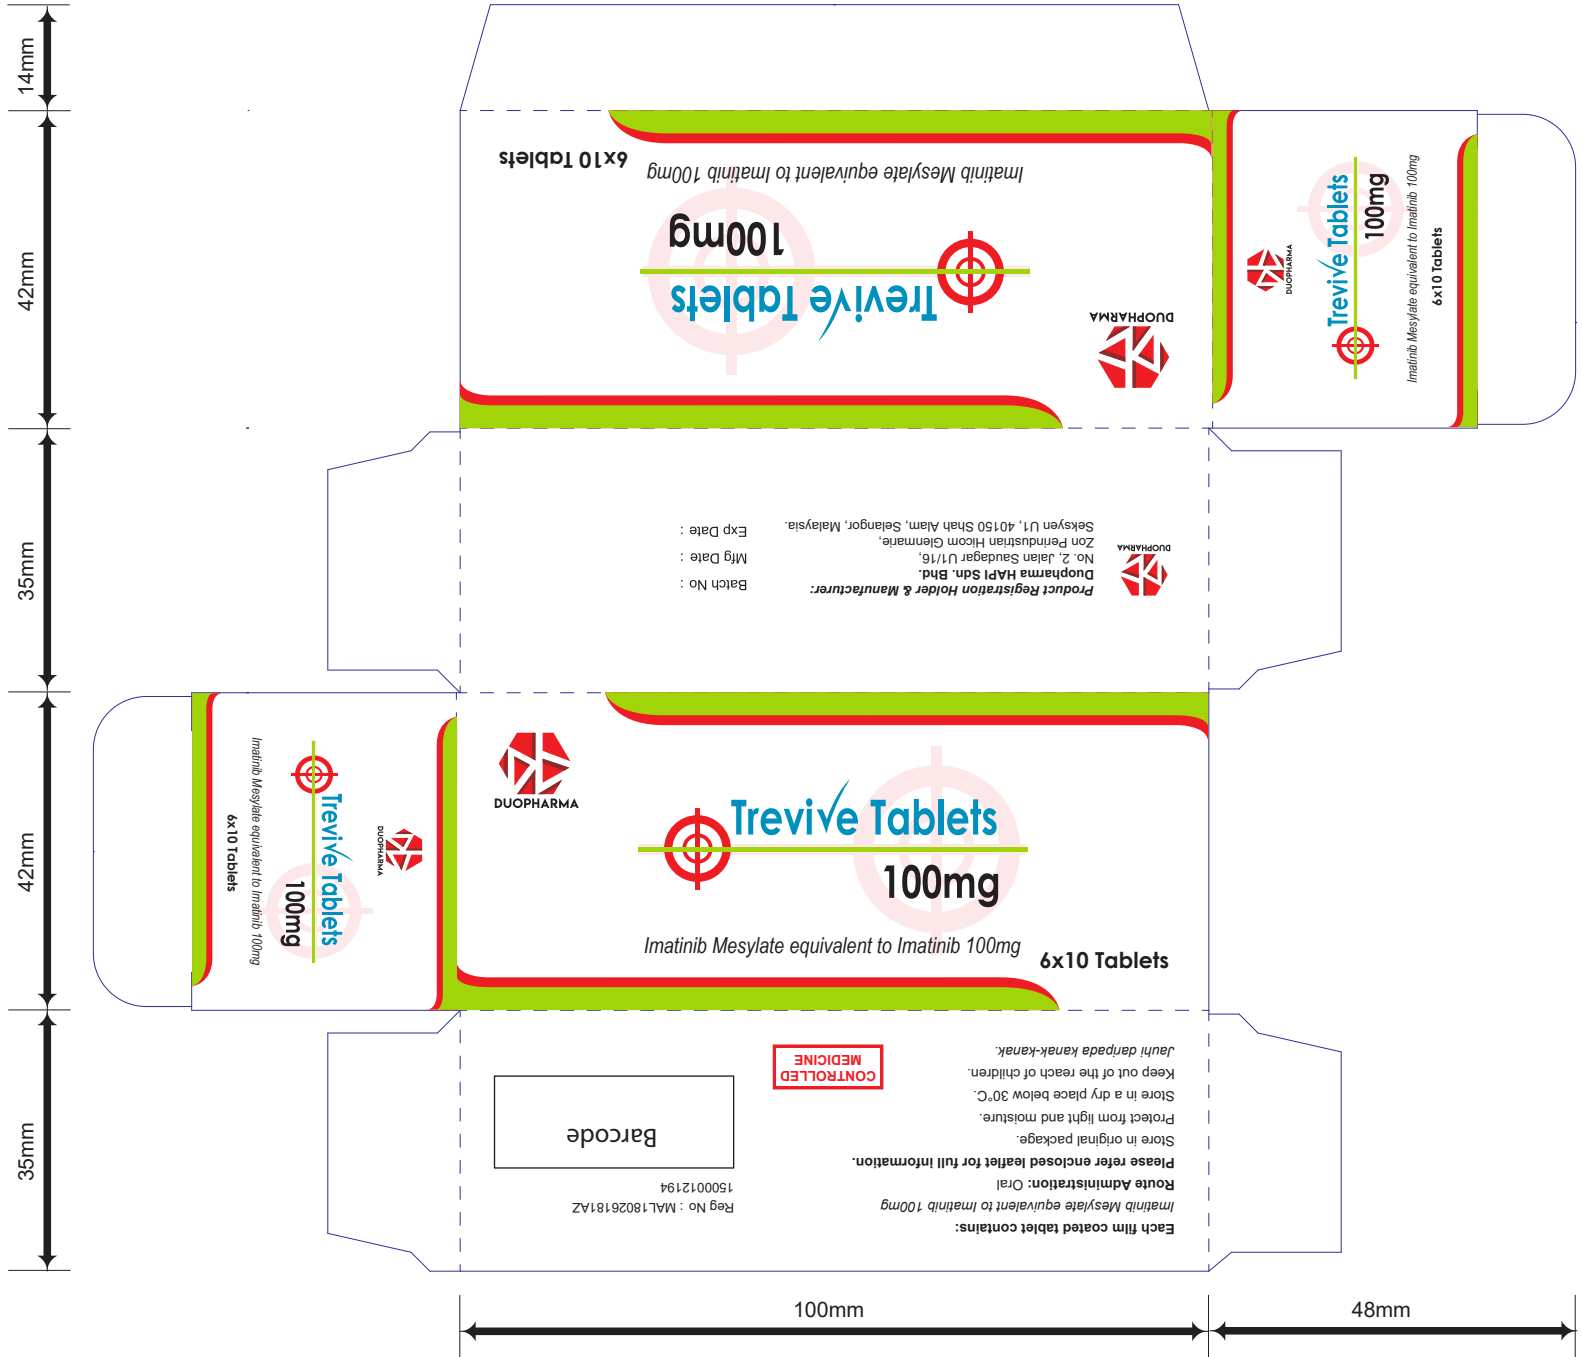 14mm
42mm
35mm
42mm
35mm
6x10 Tablets
Imatinib Mesylate equivalent to Imatinib 100mg
100mg
Trevive Tablets
DUOPHARMA
DUOPHARMA
Trevive Tablets
100mg
Imatinib Mesylate equivalent to Imatinib 100mg
6x10 Tablets
DUOPHARMA
Product Registration Holder & Manufacturer:
Duopharma HAPI Sdn. Bhd.
No. 2, Jalan Saudagar U1/16,
Zon Perindustrian Hicom Glenmarie,
Seksyen U1, 40150 Shah Alam, Selangor, Malaysia.
Batch No :
Mfg Date :
Exp Date :
DUOPHARMA
Trevive Tablets
100mg
Imatinib Mesylate equivalent to Imatinib 100mg
6x10 Tablets
DUOPHARMA
Trevive Tablets
100mg
Imatinib Mesylate equivalent to Imatinib 100mg
6x10 Tablets
Each film coated tablet contains:
Imatinib Mesylate equivalent to Imatinib 100mg
Route Administration: Oral
Please refer enclosed leaflet for full information.
Store in original package.
Protect from light and moisture.
Store in a dry place below 30°C.
Keep out of the reach of children.
Jauhi daripada kanak-kanak.
CONTROLLED
MEDICINE
Reg No : MAL18026181AZ
1500012194
Barcode
100mm
48mm